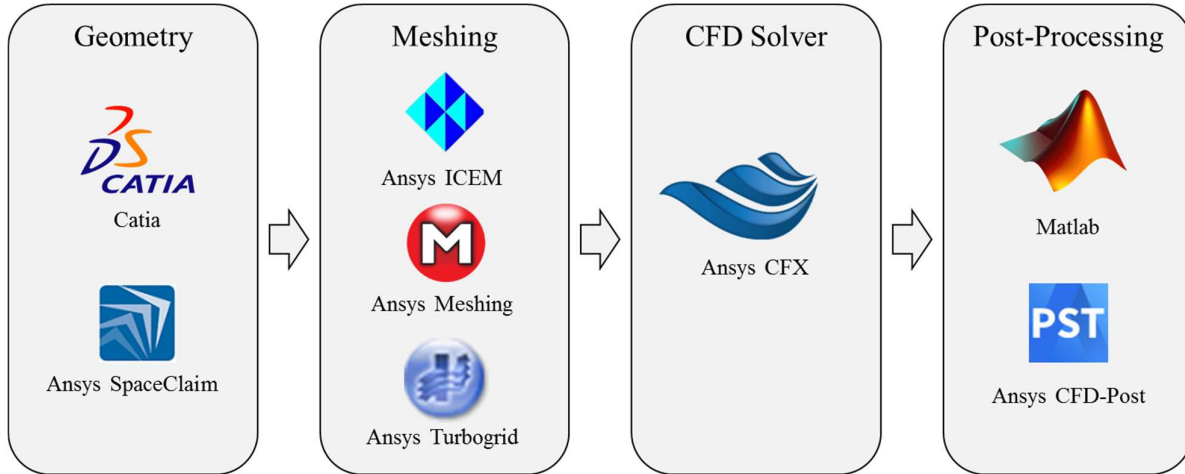 Geometry
CATIA
Catia
Ansys SpaceClaim
Meshing
Ansys ICEM
M
Ansys Meshing
Ansys Turbogrid
CFD Solver
Ansys CFX
Post-Processing
Matlab
PST
Ansys CFD-Post